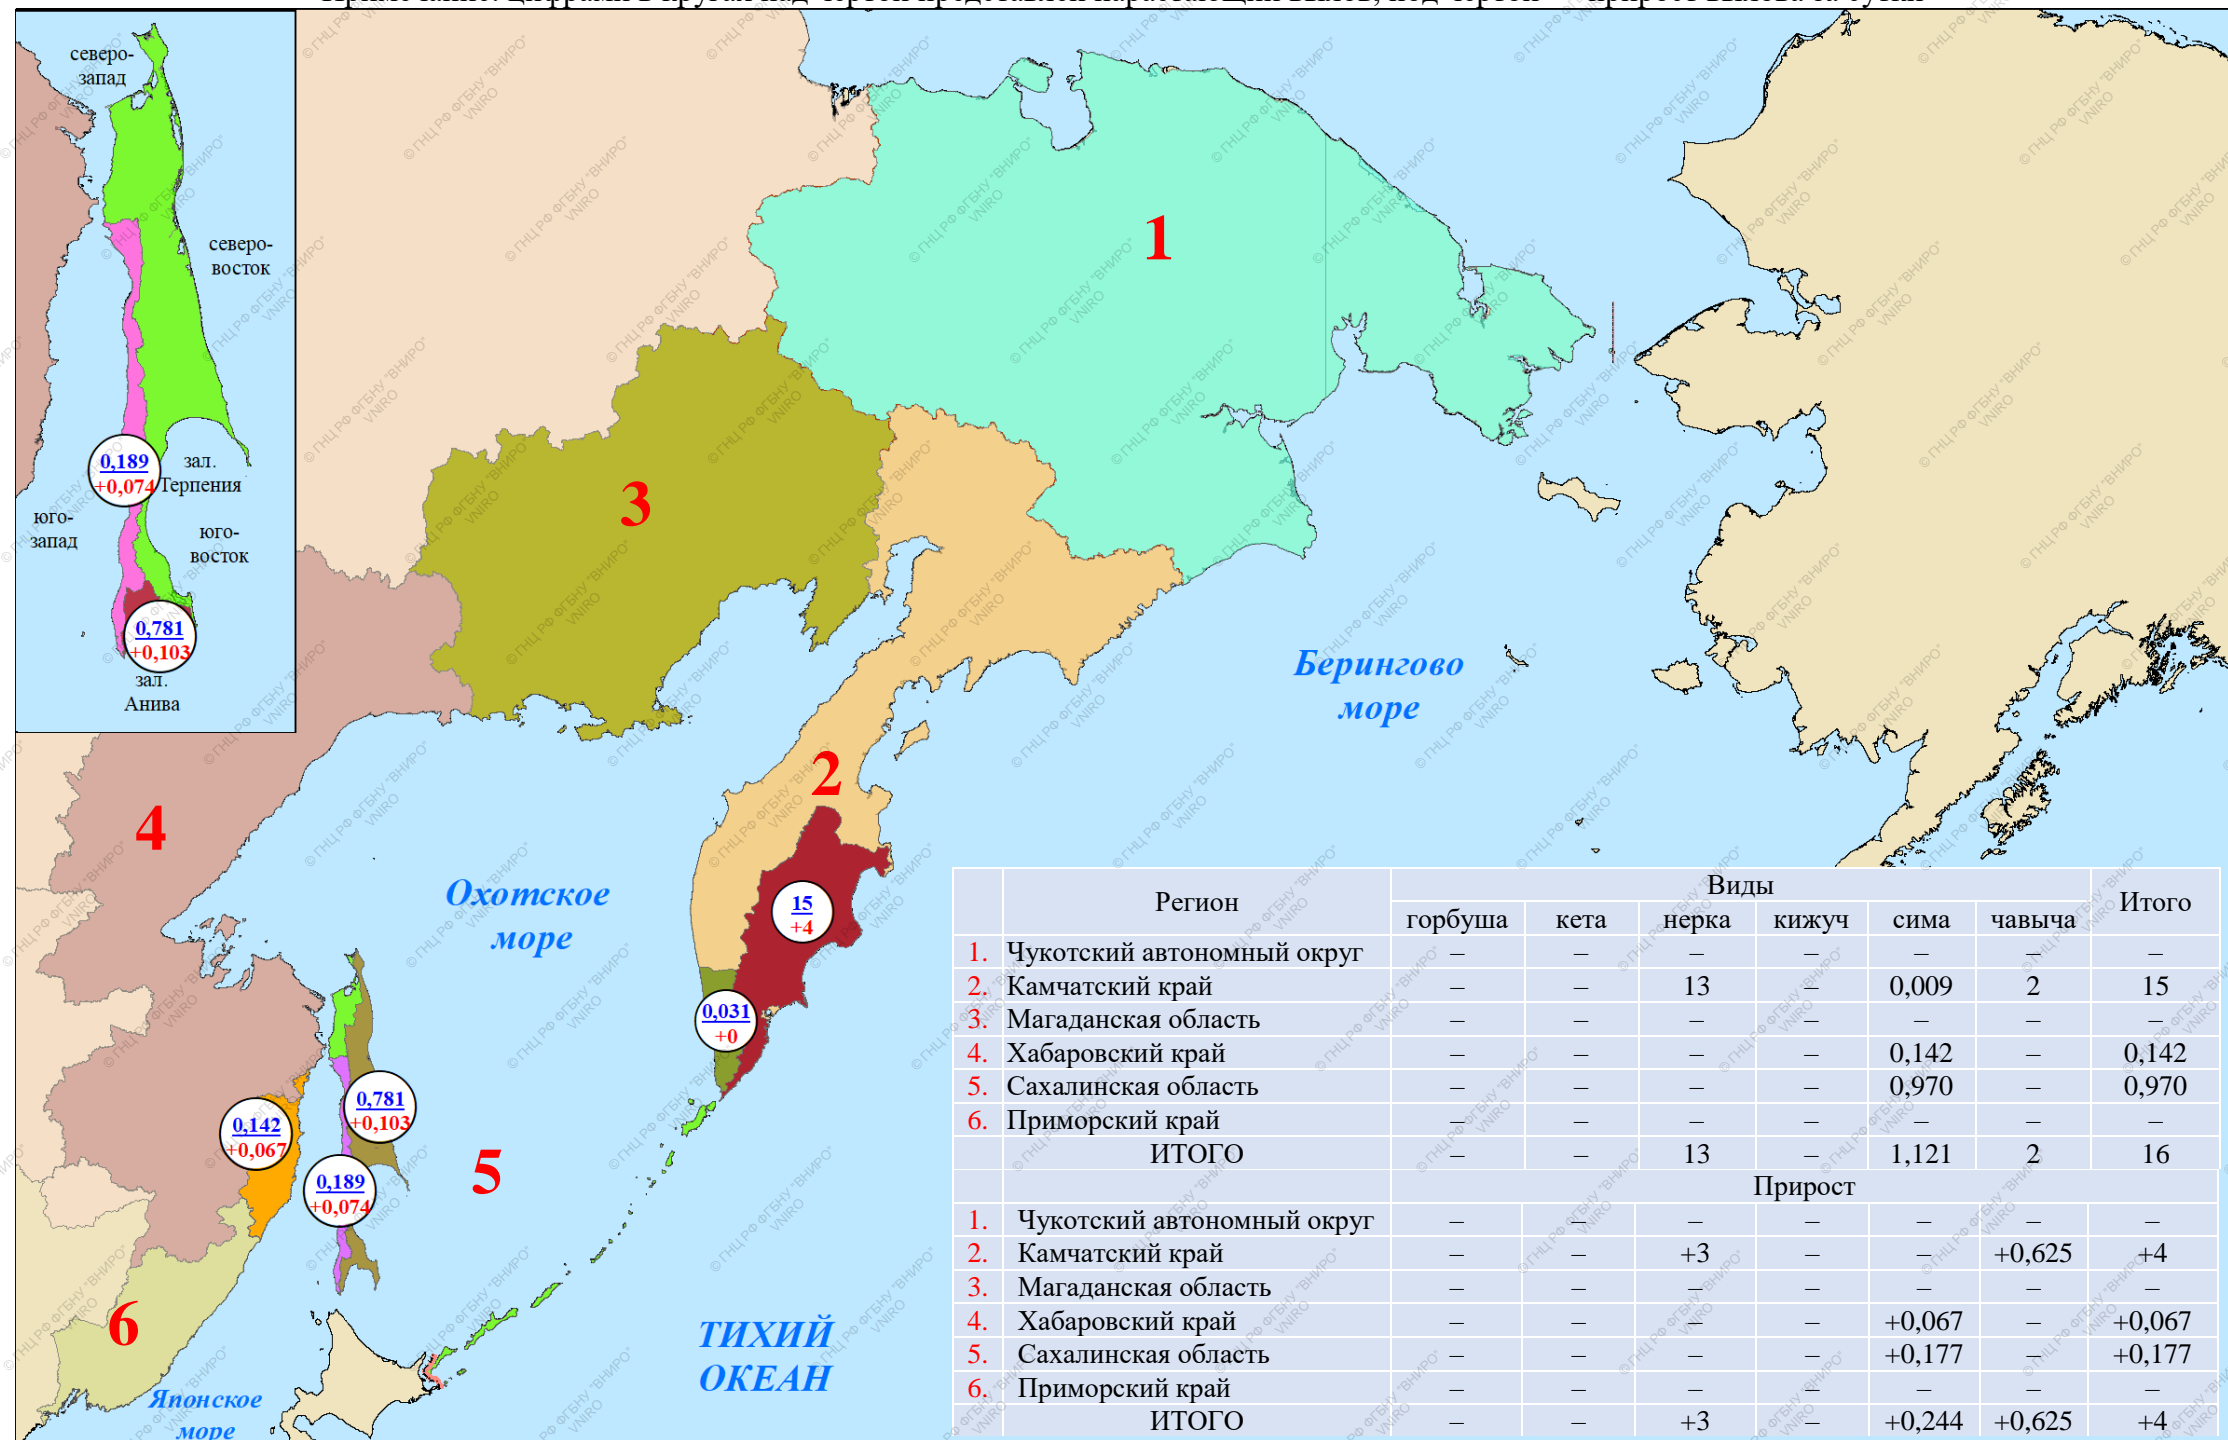 северо-
запад
северо-
восток
0,189
+0,074
зал.
Терпения
юго-
запад
юго-
восток
0,781
+0,103
зал.
Анива
1
3
2
4
5
6
Берингово
море
Охотское
море
ТИХИЙ
ОКЕАН
Японское
море
15
+4
0,031
+0
0,142
+0,067
0,781
+0,103
0,189
+0,074
Регион Виды Итого
горбуша кета нерка кижуч сима чавыча
1. Чукотский автономный округ – – – – – – –
2. Камчатский край – – 13 – 0,009 2 15
3. Магаданская область – – – – – – –
4. Хабаровский край – – – – 0,142 – 0,142
5. Сахалинская область – – – – 0,970 – 0,970
6. Приморский край – – – – – – –
ИТОГО – – 13 – 1,121 2 16
Прирост
1. Чукотский автономный округ – – – – – – –
2. Камчатский край – – +3 – – +0,625 +4
3. Магаданская область – – – – – – –
4. Хабаровский край – – – – +0,067 – +0,067
5. Сахалинская область – – – – +0,177 – +0,177
6. Приморский край – – – – – – –
ИТОГО – – +3 – +0,244 +0,625 +4
© ГНЦ РФ ФГБНУ "ВНИРО"
VNIRO